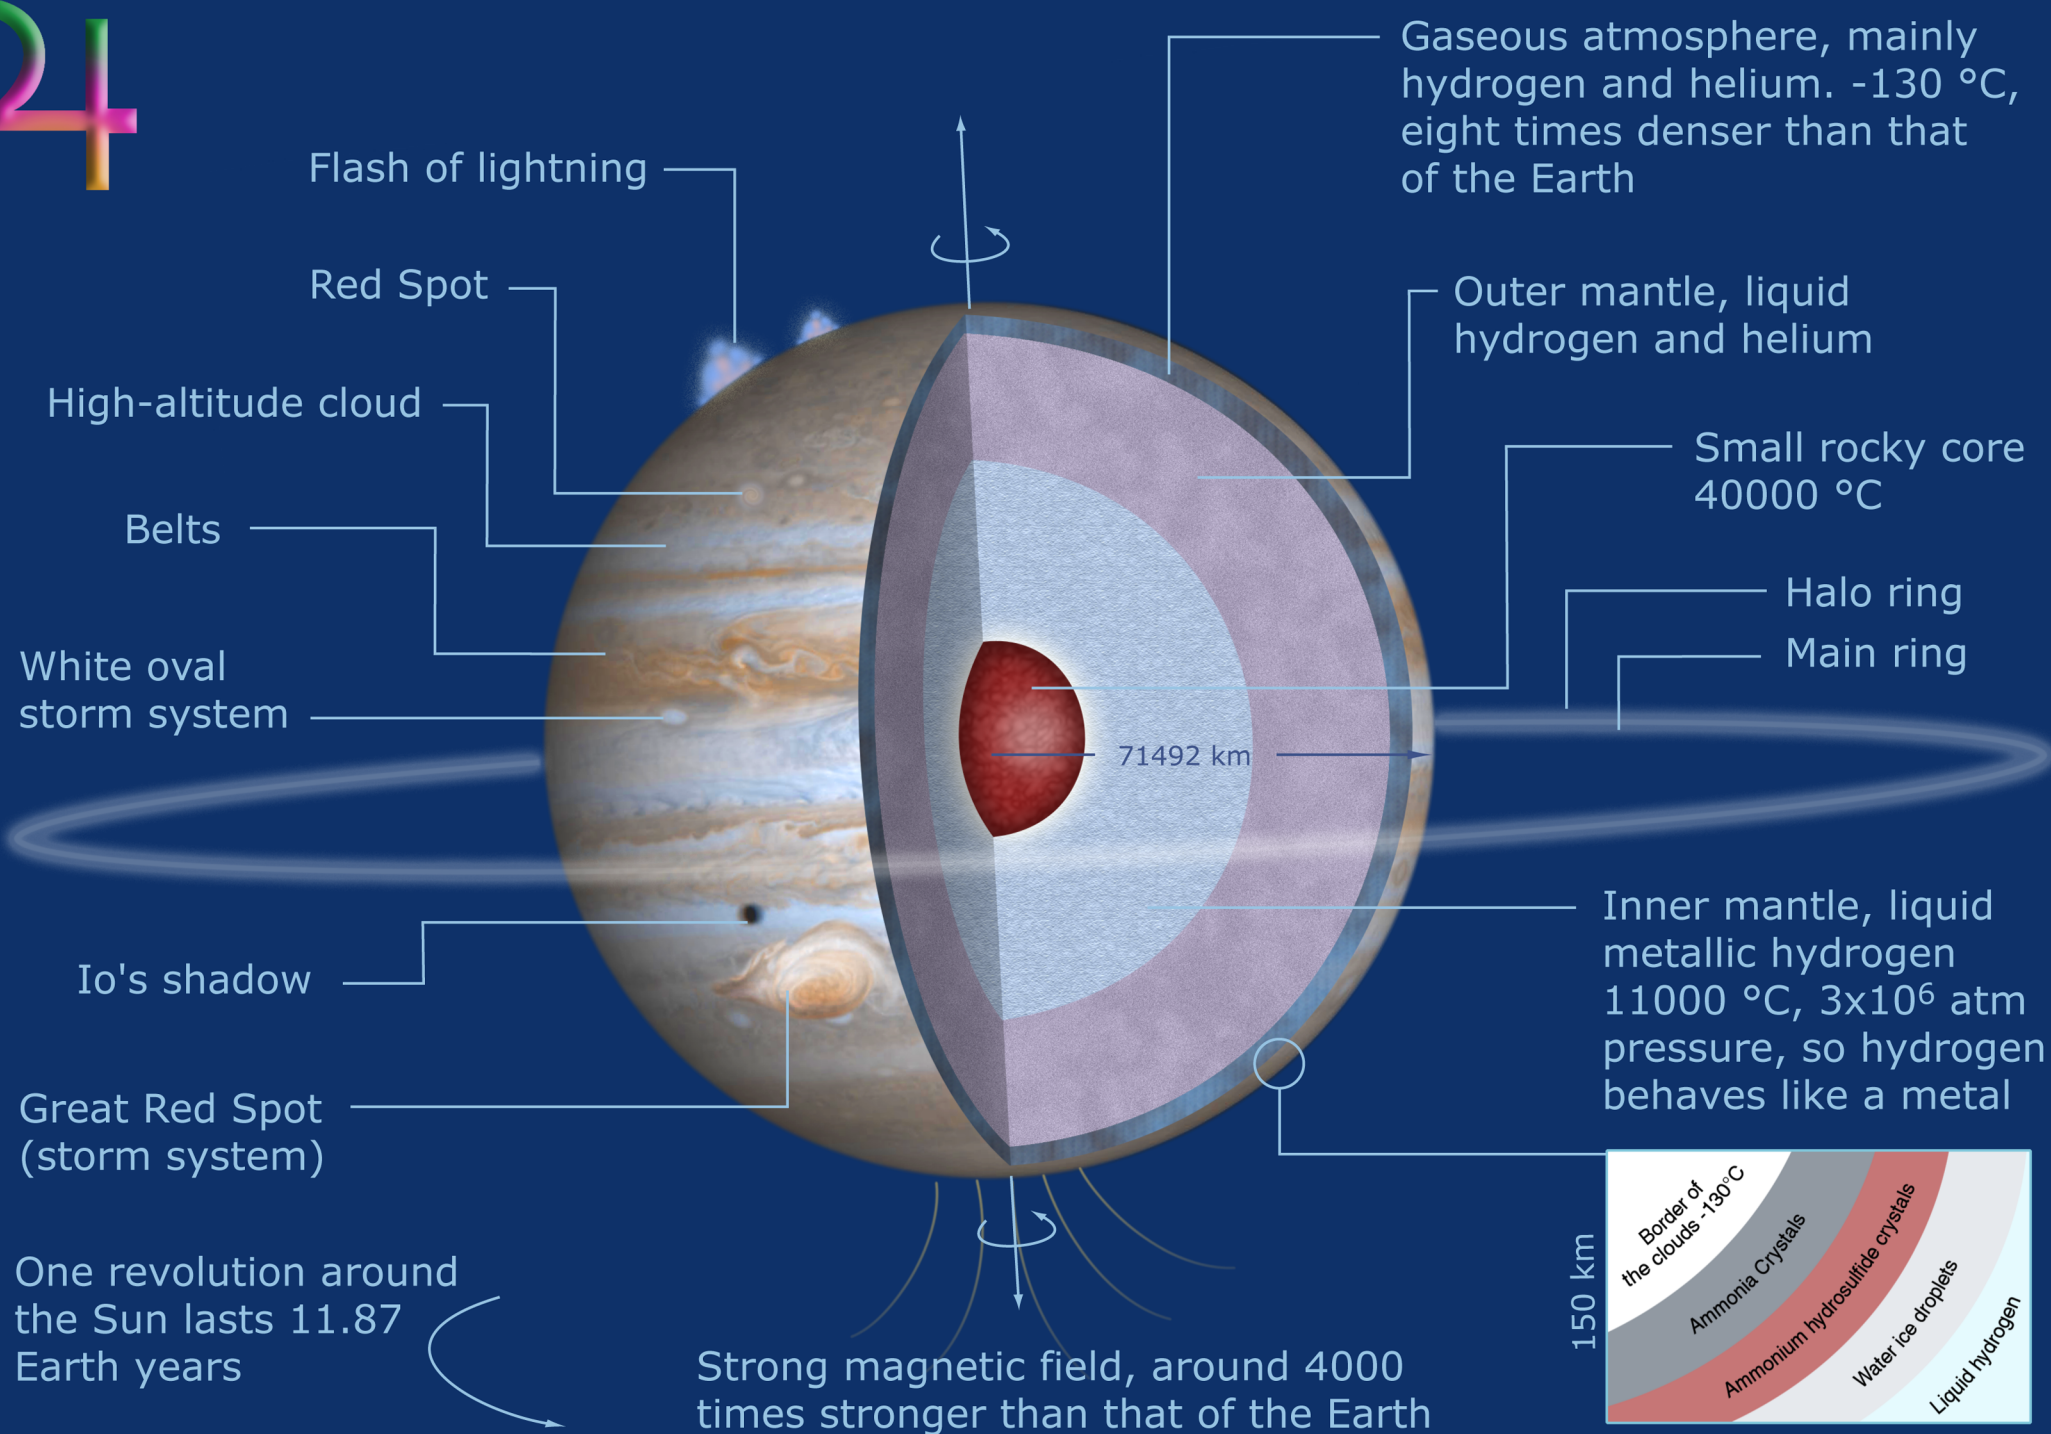 Gaseous atmosphere, mainly
hydrogen and helium. -130 °C,
eight times denser than that
of the Earth
Flash of lightning
Red Spot
Outer mantle, liquid
hydrogen and helium
High-altitude cloud
Small rocky core
40000 °C
Belts
Halo ring
Main ring
White oval
storm system
71492 km
Inner mantle, liquid
metallic hydrogen
11000 °C, 3x10⁶ atm
pressure, so hydrogen
behaves like a metal
Io's shadow
Great Red Spot
(storm system)
One revolution around
the Sun lasts 11.87
Earth years
Strong magnetic field, around 4000
times stronger than that of the Earth
150 km
Border of
the clouds -130°C
Ammonia Crystals
Ammonium hydrosulfide crystals
Water ice droplets
Liquid hydrogen